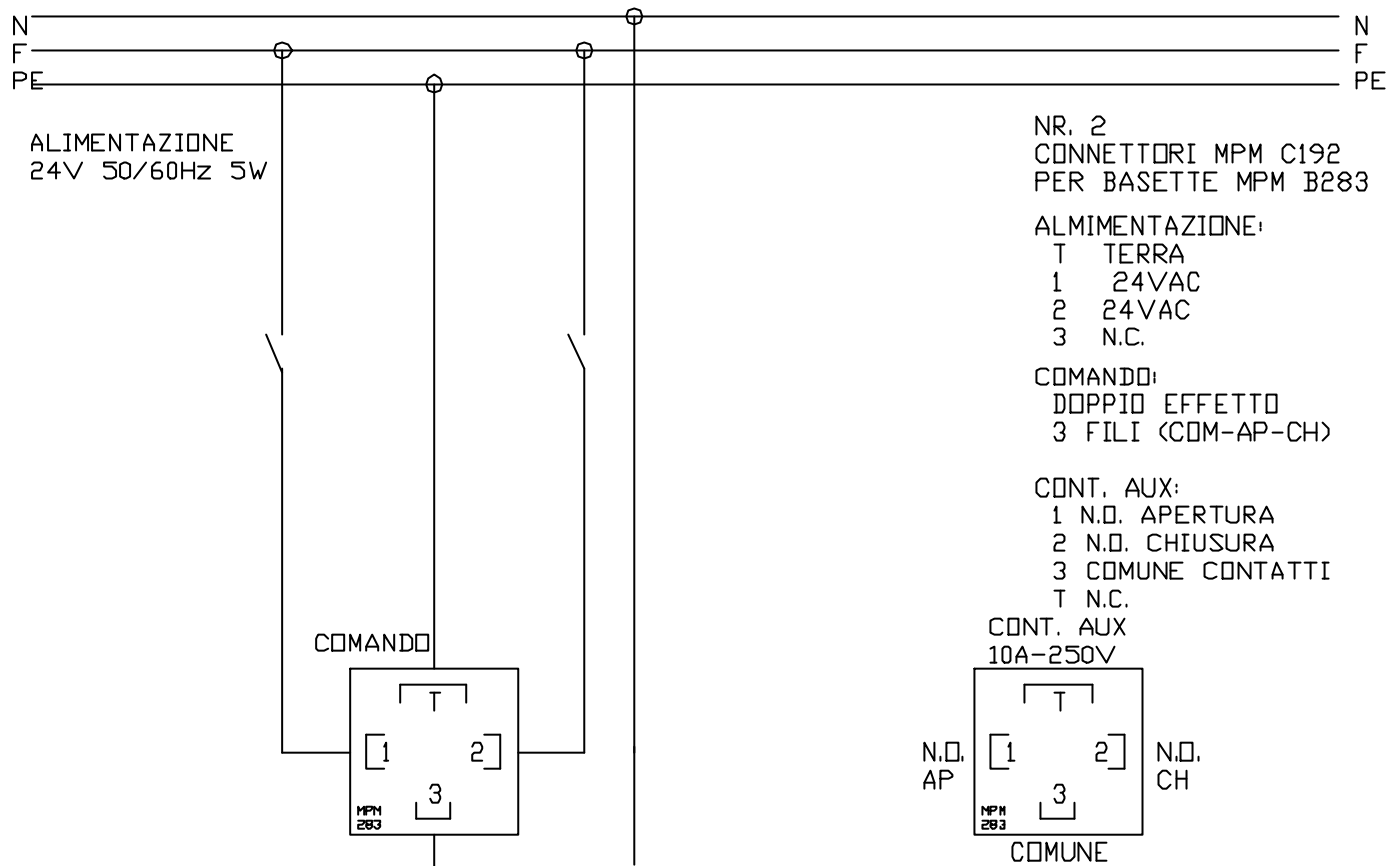 N
F
PE
N
F
PE
ALIMENTAZIONE
24V 50/60Hz 5W
NR. 2
CONNETTORI MPM C192
PER BASETTE MPM B283
ALMIMENTAZIONE:
T TERRA
1 24VAC
2 24VAC
3 N.C.
COMANDO:
DOPPIO EFFETTO
3 FILI (COM-AP-CH)
CONT. AUX:
1 N.O. APERTURA
2 N.O. CHIUSURA
3 COMUNE CONTATTI
T N.C.
COMANDO
T
1 2
3
MPM
283
CONT. AUX
10A-250V
T
N.O.
AP
1 2
N.O.
CH
3
MPM
283
COMUNE